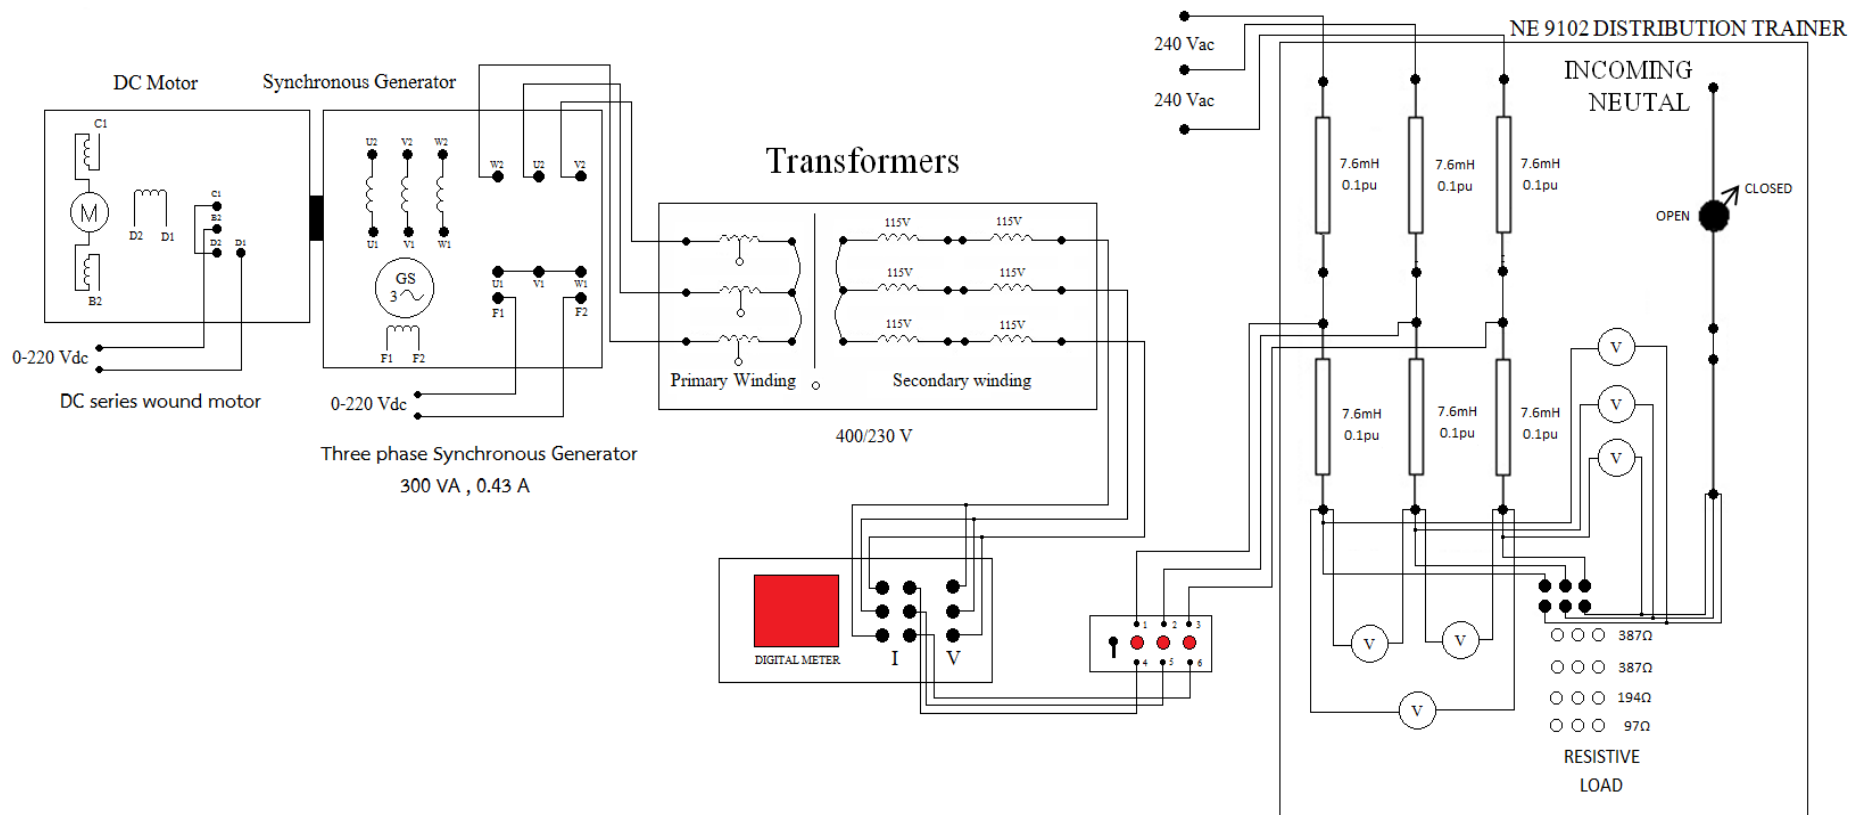 NE 9102 DISTRIBUTION TRAINER
240 Vac
240 Vac
INCOMING
NEUTAL
CLOSED
OPEN
7.6mH
0.1pu
7.6mH
0.1pu
7.6mH
0.1pu
7.6mH
0.1pu
7.6mH
0.1pu
7.6mH
0.1pu
V
V
V
V
V
V
387Ω
387Ω
194Ω
97Ω
RESISTIVE
LOAD
DC Motor
C1
M
B2
D2 D1
C1
B2
D2 D1
0-220 Vdc
DC series wound motor
Synchronous Generator
U2 V2 W2
U1 V1 W1
GS
3
F1 F2
W2 U2 V2
U1 V1 W1
F1 F2
0-220 Vdc
Three phase Synchronous Generator
300 VA , 0.43 A
Transformers
115V 115V
115V 115V
115V 115V
Primary Winding
Secondary winding
400/230 V
DIGITAL METER
I V
1 2 3
4 5 6